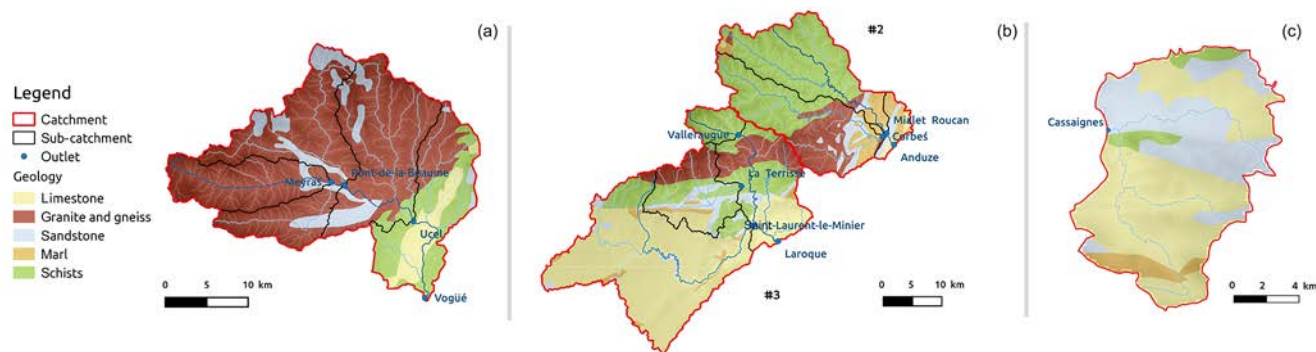 (a)
Legend
Catchment
Sub-catchment
Outlet
Geology
Limestone
Granite and gneiss
Sandstone
Marl
Schists
Meyras
Pont-de-la-Beaume
Ucel
Vogüé
0 5 10 km
(b)
#2
Mialet Roucan
Corbès
Anduze
Valleraugue
La Terrisse
Saint-Laurent-le-Minier
Laroque
#3
0 5 10 km
(c)
Cassaignes
0 2 4 km